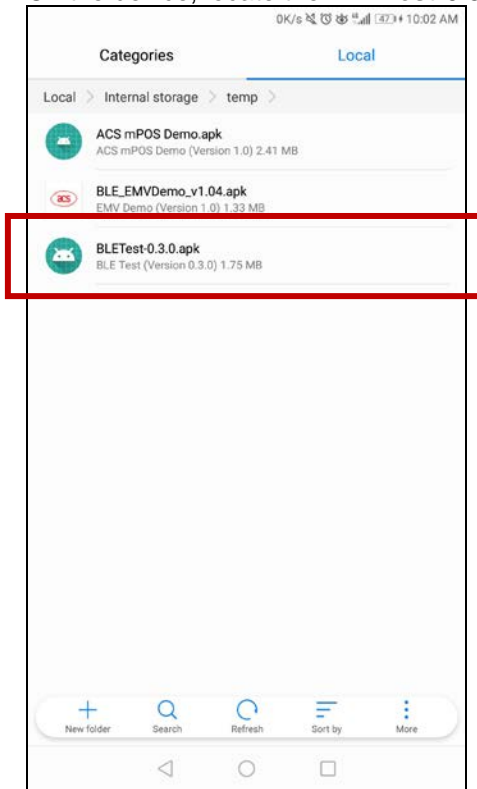 0K/s 47 10:02 AM
Categories Local
Local > Internal storage > temp >
ACS mPOS Demo.apk
ACS mPOS Demo (Version 1.0) 2.41 MB
ACS
BLE_EMVDemo_v1.04.apk
EMV Demo (Version 1.0) 1.33 MB
BLETest-0.3.0.apk
BLE Test (Version 0.3.0) 1.75 MB
New folder Search Refresh Sort by More